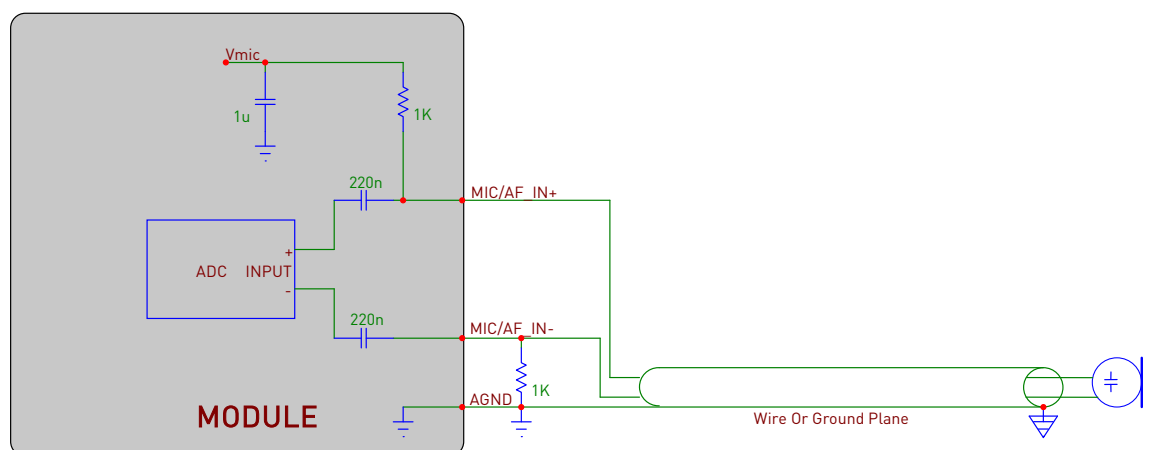 Vmic
1u
1K
220n
MIC/AF_IN+
+
ADC INPUT
-
220n
MIC/AF_IN-
1K
AGND
MODULE
Wire Or Ground Plane